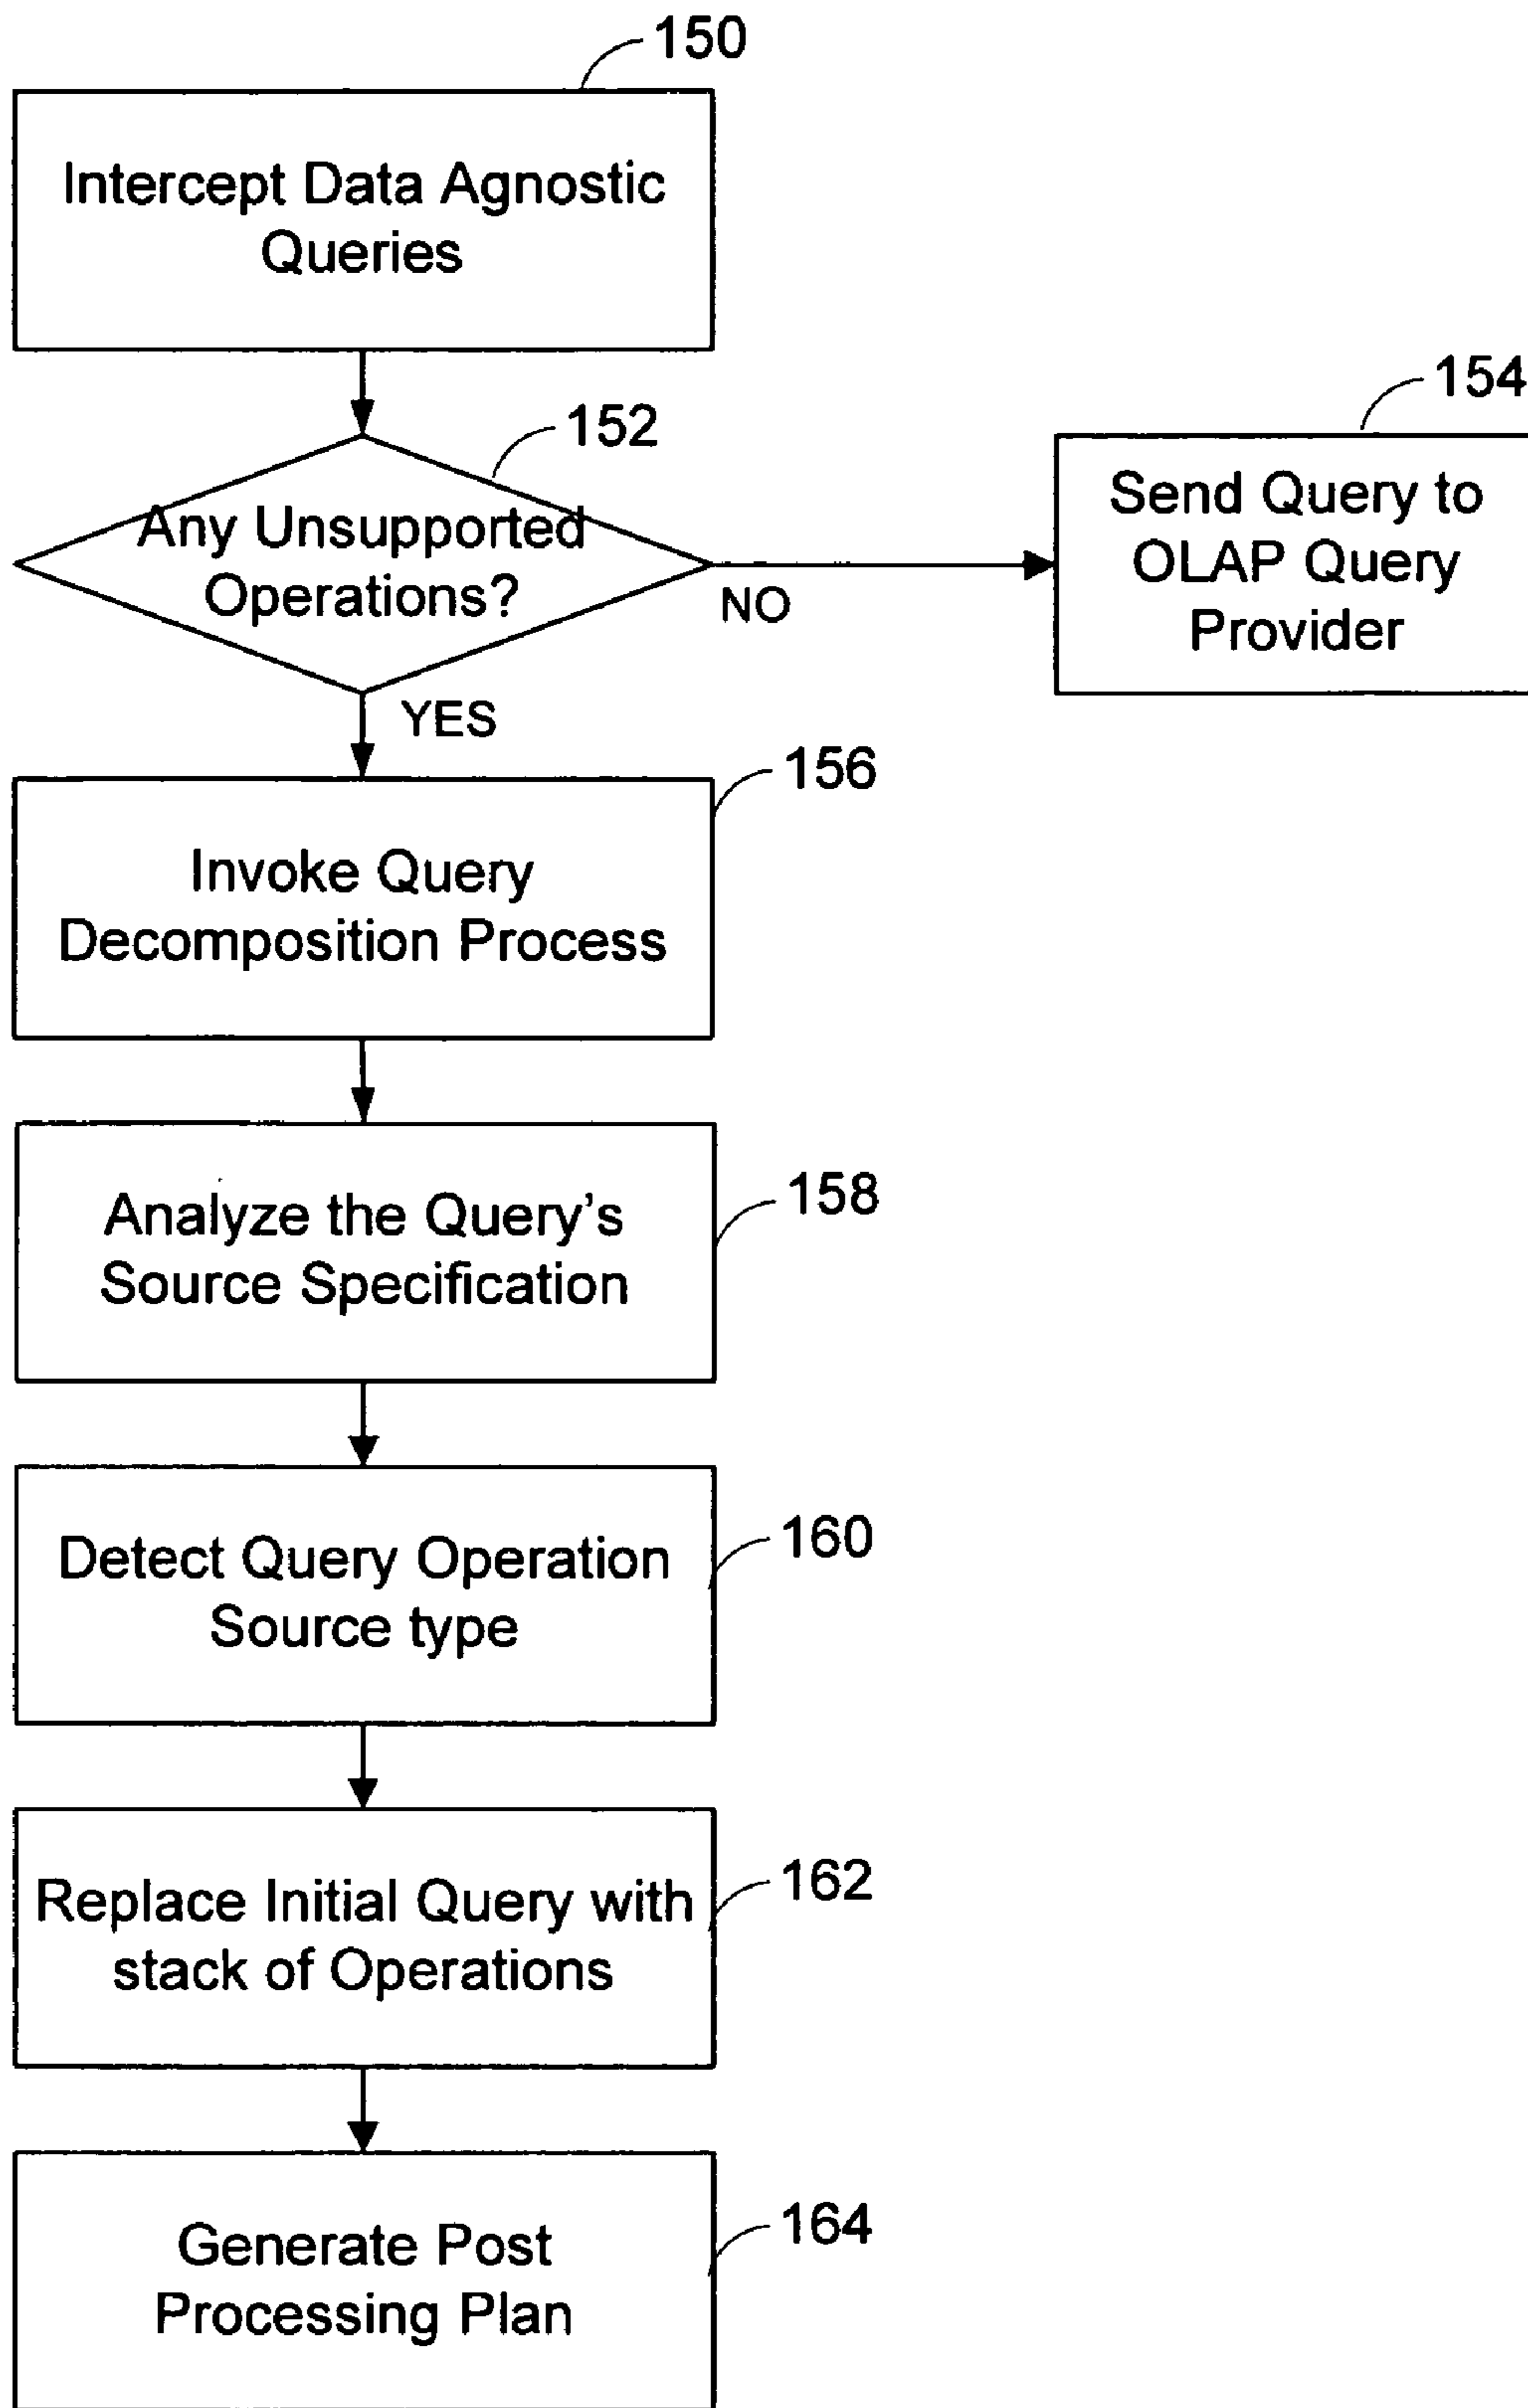 150
Intercept Data Agnostic
Queries
152
Any Unsupported
Operations?
NO
154
Send Query to
OLAP Query
Provider
YES
156
Invoke Query
Decomposition Process
158
Analyze the Query's
Source Specification
160
Detect Query Operation
Source type
162
Replace Initial Query with
stack of Operations
164
Generate Post
Processing Plan